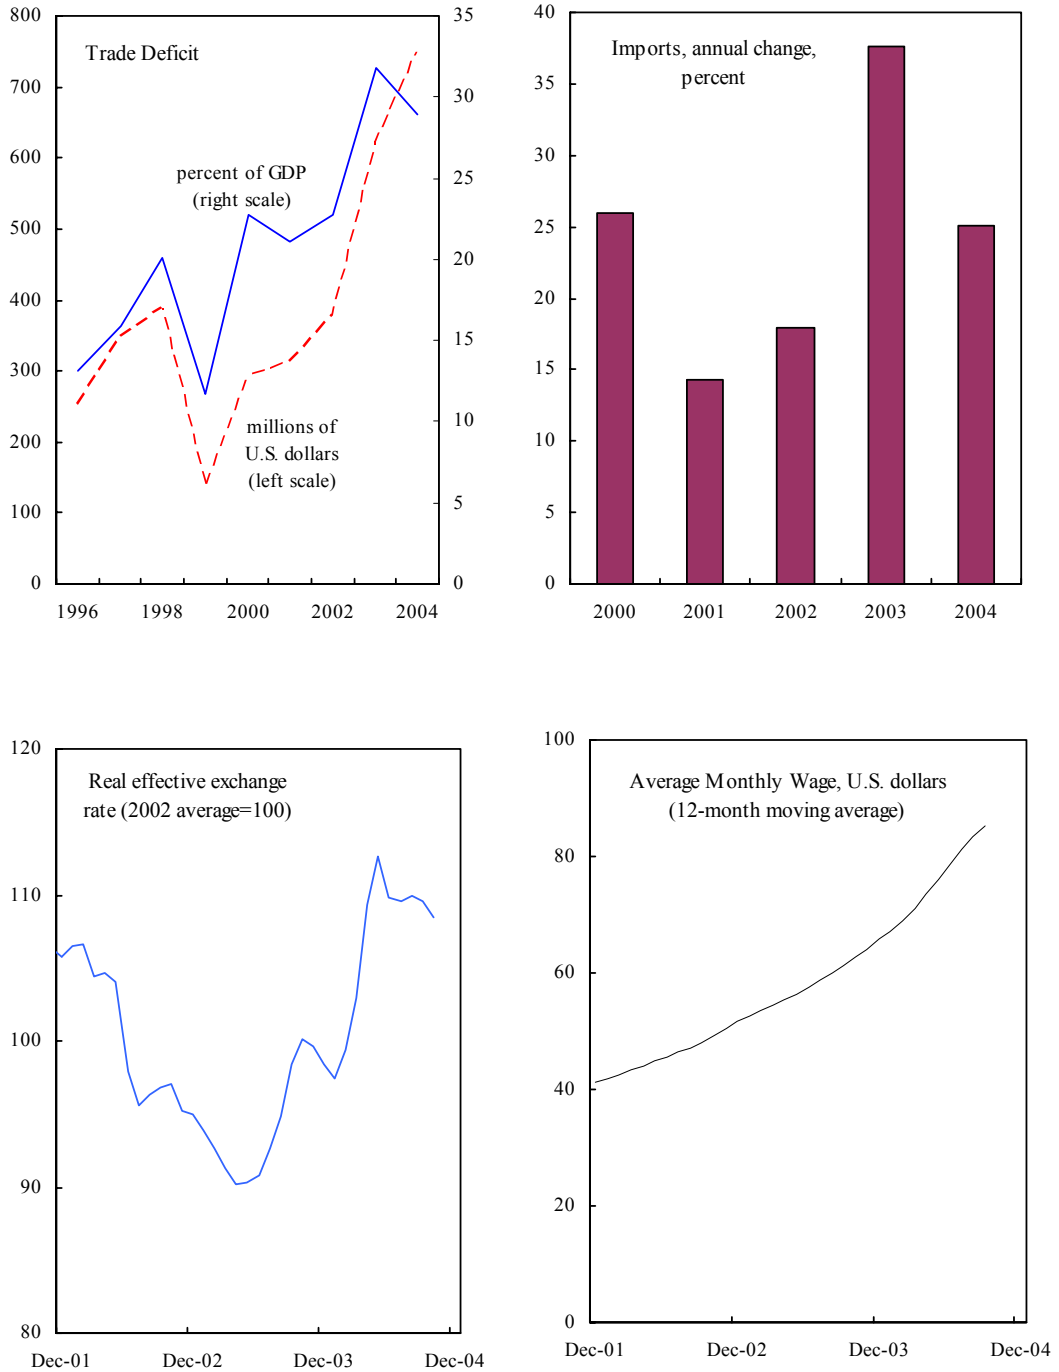 Trade Deficit
800
700
600
500
400
300
200
100
0
percent of GDP
(right scale)
millions of
U.S. dollars
(left scale)
35
30
25
20
15
10
5
0
1996 1998 2000 2002 2004
Imports, annual change,
percent
40
35
30
25
20
15
10
5
0
2000 2001 2002 2003 2004
Real effective exchange
rate (2002 average=100)
120
110
100
90
80
Dec-01 Dec-02 Dec-03 Dec-04
Average Monthly Wage, U.S. dollars
(12-month moving average)
100
80
60
40
20
0
Dec-01 Dec-02 Dec-03 Dec-04